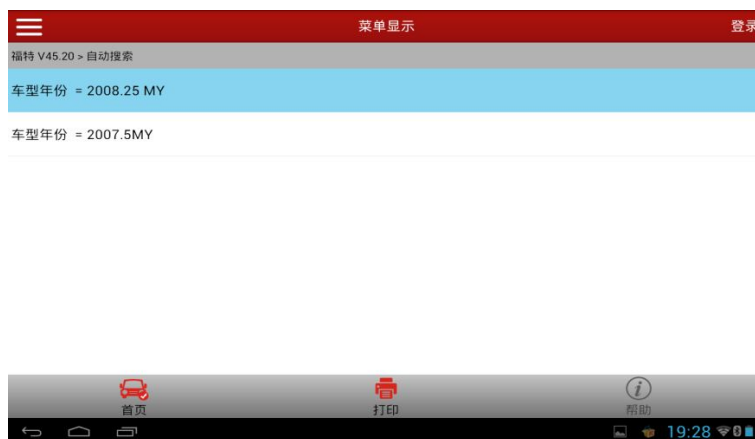 菜单显示
登录
福特 V45.20 > 自动搜索
车型年份 = 2008.25 MY
车型年份 = 2007.5MY
首页
打印
帮助
19:28